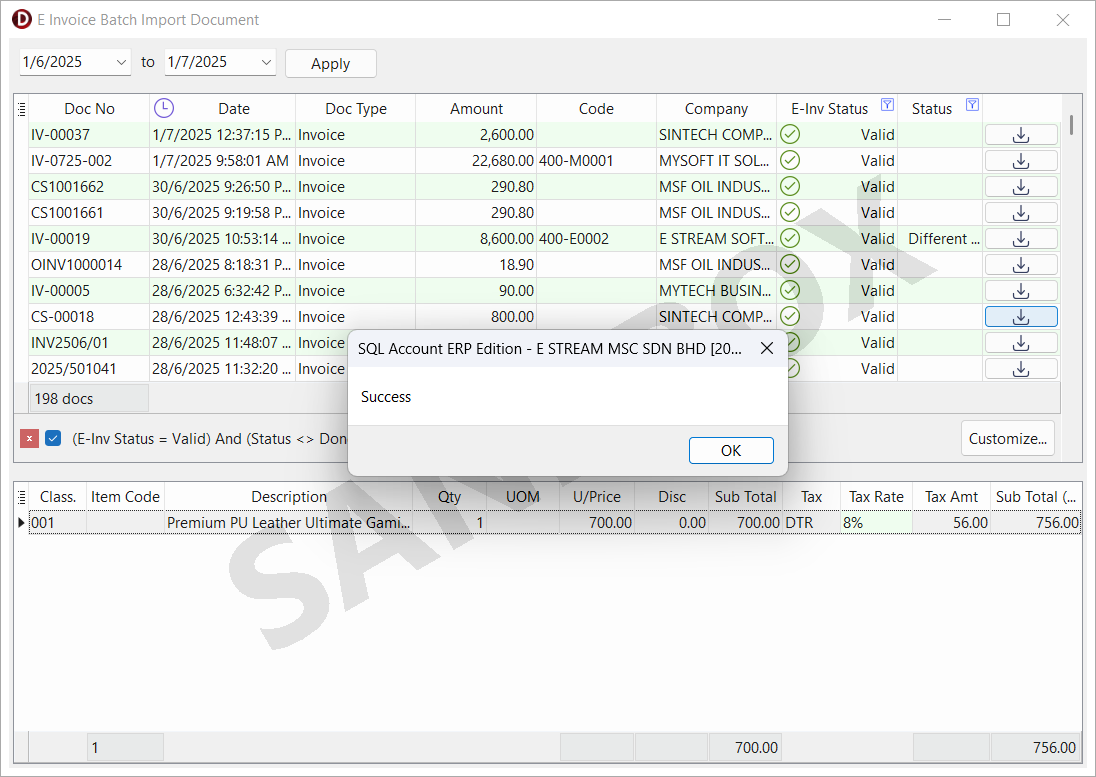 E Invoice Batch Import Document
1/6/2025 to 1/7/2025 Apply
Doc No Date Doc Type Amount Code Company E-Inv Status Status
IV-00037 1/7/2025 12:37:15 P... Invoice 2,600.00 SINTECH COMP... Valid
IV-0725-002 1/7/2025 9:58:01 AM Invoice 22,680.00 400-M0001 MYSOFT IT SOL... Valid
CS1001662 30/6/2025 9:26:50 P... Invoice 290.80 MSF OIL INDUS... Valid
CS1001661 30/6/2025 9:19:58 P... Invoice 290.80 MSF OIL INDUS... Valid
IV-00019 30/6/2025 10:53:14 ... Invoice 8,600.00 400-E0002 E STREAM SOFT... Valid Different ...
OINV1000014 28/6/2025 8:18:31 P... Invoice 18.90 MSF OIL INDUS... Valid
IV-00005 28/6/2025 6:32:42 P... Invoice 90.00 MYTECH BUSIN... Valid
CS-00018 28/6/2025 12:43:39 ... Invoice 800.00 SINTECH COMP... Valid
INV2506/01 28/6/2025 11:48:07 ... Invoice Valid
2025/501041 28/6/2025 11:32:20 ... Invoice Valid
198 docs
(E-Inv Status = Valid) And (Status <> Don
Customize...
SQL Account ERP Edition - E STREAM MSC SDN BHD [20...
Success
OK
Class. Item Code Description Qty UOM U/Price Disc Sub Total Tax Tax Rate Tax Amt Sub Total (...
001 Premium PU Leather Ultimate Gami... 1 700.00 0.00 700.00 DTR 8% 56.00 756.00
1 700.00 756.00